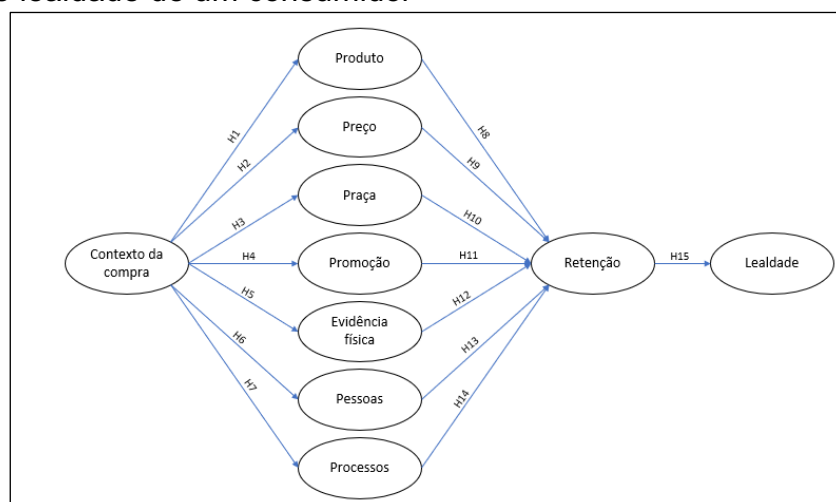 lealdade de um consumidor
Produto
H1
H8
Preço
H2
H9
Praça
H3
H10
Contexto da
compra
H4
Promoção
H11
Retenção
H15
Lealdade
H5
Evidência
física
H12
H6
Pessoas
H13
H7
Processos
H14